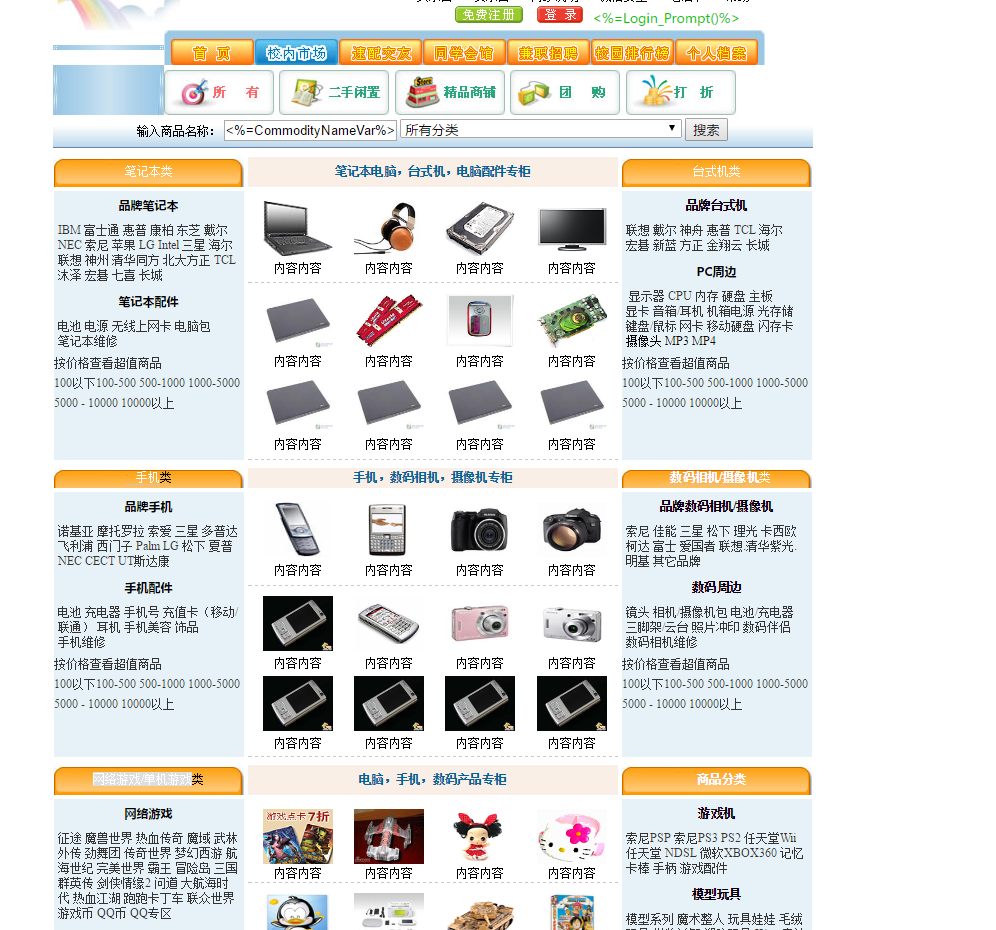 免费注册 登 录 <%=Login_Prompt()%>
首 页 校内市场 速配交友 同学会馆 兼职招聘 校园排行榜 个人档案
所 有 二手闲置 精品商铺 团 购 打 折
输入商品名称: <%=CommodityNameVar%> 所有分类 搜索
笔记本类
品牌笔记本
IBM 富士通 惠普 康柏 东芝 戴尔
NEC 索尼 苹果 LG Intel 三星 海尔
联想 神州 清华同方 北大方正 TCL
沐泽 宏碁 七喜 长城
笔记本配件
电池 电源 无线上网卡 电脑包
笔记本维修
按价格查看超值商品
100以下100-500 500-1000 1000-5000
5000 - 10000 10000以上
笔记本电脑，台式机，电脑配件专柜
内容内容 内容内容 内容内容 内容内容
内容内容 内容内容 内容内容 内容内容
内容内容 内容内容 内容内容 内容内容
台式机类
品牌台式机
联想 戴尔 神舟 惠普 TCL 海尔
宏碁 新蓝 方正 金翔云 长城
PC周边
显示器 CPU 内存 硬盘 主板
显卡 音箱/耳机 机箱电源 光存储
键盘/鼠标 网卡 移动硬盘 闪存卡
摄像头 MP3 MP4
按价格查看超值商品
100以下100-500 500-1000 1000-5000
5000 - 10000 10000以上
手机类
品牌手机
诺基亚 摩托罗拉 索爱 三星 多普达
飞利浦 西门子 Palm LG 松下 夏普
NEC CECT UT斯达康
手机配件
电池 充电器 手机号 充值卡（移动/
联通） 耳机 手机美容 饰品
手机维修
按价格查看超值商品
100以下100-500 500-1000 1000-5000
5000 - 10000 10000以上
手机，数码相机，摄像机专柜
内容内容 内容内容 内容内容 内容内容
内容内容 内容内容 内容内容 内容内容
内容内容 内容内容 内容内容 内容内容
数码相机/摄像机类
品牌数码相机/摄像机
索尼 佳能 三星 松下 理光 卡西欧
柯达 富士 爱国者 联想.清华紫光.
明基 其它品牌
数码周边
镜头 相机/摄像机包 电池/充电器
三脚架/云台 照片冲印 数码伴侣
数码相机维修
按价格查看超值商品
100以下100-500 500-1000 1000-5000
5000 - 10000 10000以上
网络游戏/单机游戏类
网络游戏
征途 魔兽世界 热血传奇 魔域 武林
外传 劲舞团 传奇世界 梦幻西游 航
海世纪 完美世界 霸王 冒险岛 三国
群英传 剑侠情缘2 问道 大航海时
代 热血江湖 跑跑卡丁车 联众世界
游戏币 QQ币 QQ专区
电脑，手机，数码产品专柜
游戏点卡 7折
内容内容 内容内容 内容内容 内容内容
商品分类
游戏机
索尼PSP 索尼PS3 PS2 任天堂Wii
任天堂 NDSL 微软XBOX360 记忆
卡棒 手柄 游戏配件
模型玩具
模型系列 魔术整人 玩具娃娃 毛绒